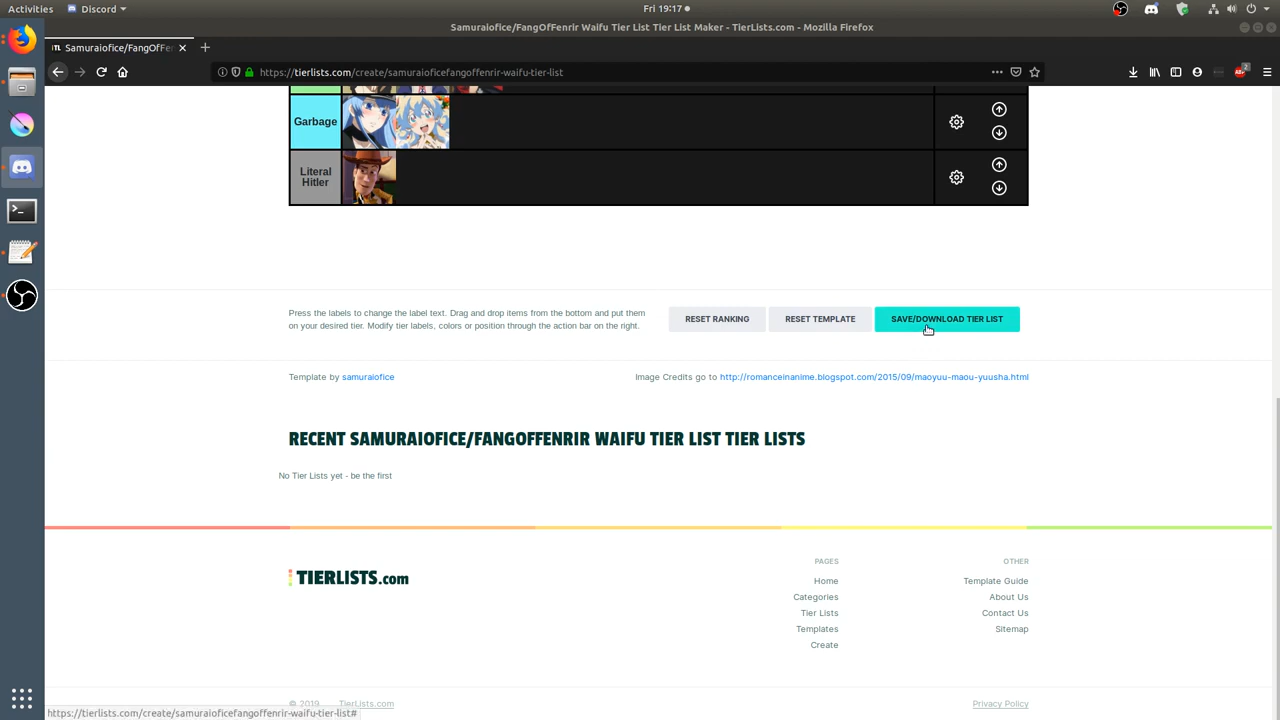 Activities
Discord
Fri 19:17
Samuraiofice/FangOfFenrir Waifu Tier List Tier Lists Maker - Mozilla Firefox
TL Samuraiofice/FangOfFen
https://tierlists.com/create/samuraioficefangoffenrir-waifu-tier-list
2
Garbage
Literal
Hitler
Press the labels to change the label text. Drag and drop items from the bottom and put them
on your desired tier. Modify tier labels, colors or position through the action bar on the right.
RESET RANKING
RESET TEMPLATE
SAVE/DOWNLOAD TIER LIST
Template by samuraiofice
Image Credits go to http://romanceinanime.blogspot.com/2015/09/maoyuu-maou-yuusha.html
RECENT SAMURAIOFICE/FANGOFFENRIR WAIFU TIER LIST TIER LISTS
No Tier Lists yet - be the first
TIERLISTS.com
PAGES
Home
Categories
Tier Lists
Templates
Create
OTHER
Template Guide
About Us
Contact Us
Sitemap
© 2019 TierLists.com
Privacy Policy
https://tierlists.com/create/samuraioficefangoffenrir-waifu-tier-list#